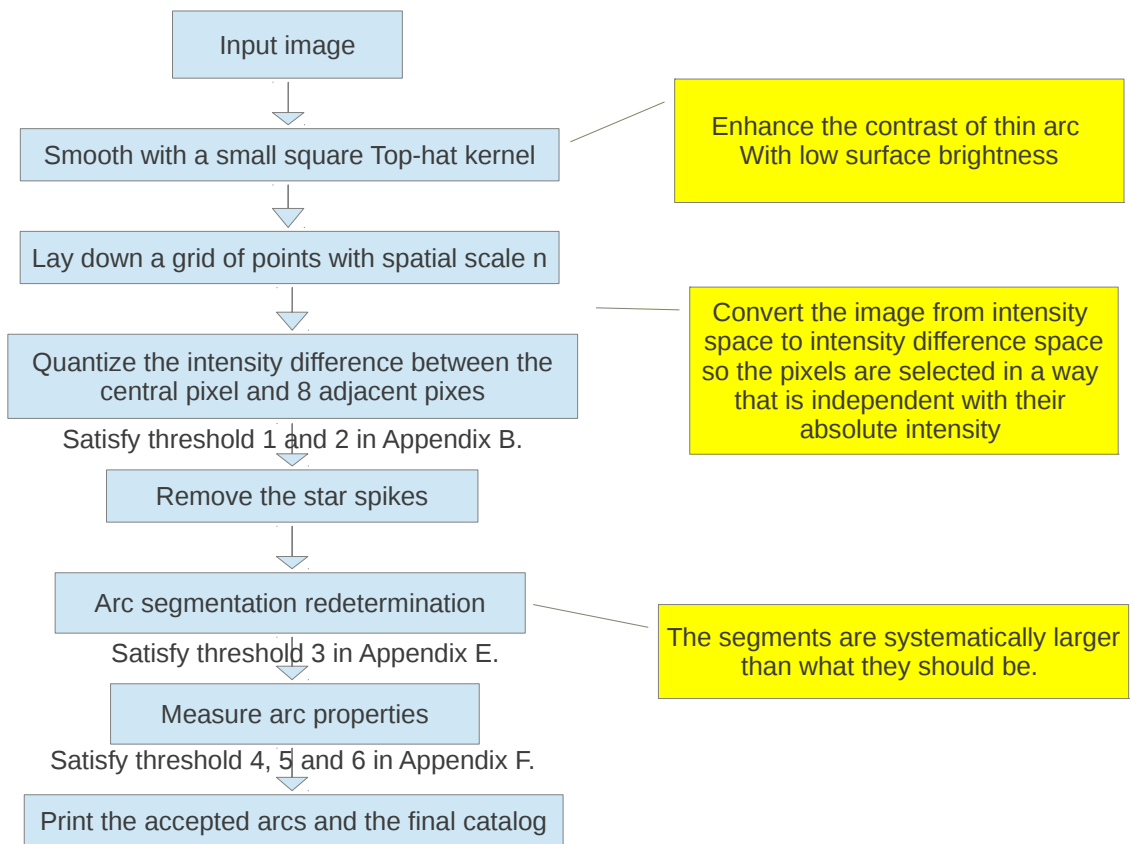 Input image
Smooth with a small square Top-hat kernel
Enhance the contrast of thin arc
With low surface brightness
Lay down a grid of points with spatial scale n
Convert the image from intensity
space to intensity difference space
so the pixels are selected in a way
that is independent with their
absolute intensity
Quantize the intensity difference between the
central pixel and 8 adjacent pixes
Satisfy threshold 1 and 2 in Appendix B.
Remove the star spikes
Arc segmentation redetermination
The segments are systematically larger
than what they should be.
Satisfy threshold 3 in Appendix E.
Measure arc properties
Satisfy threshold 4, 5 and 6 in Appendix F.
Print the accepted arcs and the final catalog